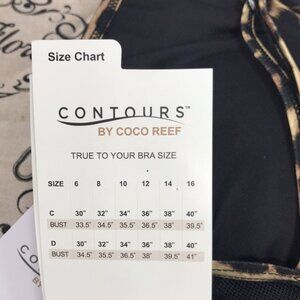 Size Chart
CONTOURS™
BY COCO REEF
TRUE TO YOUR BRA SIZE
SIZE 6 8 10 12 14 16
C 30" 32" 34" 36" 38" 40"
BUST 33.5" 34.5" 35.5" 36.5" 38" 39.5"
D 30" 32" 34" 36" 38" 40"
BUST 34.5" 35.5" 36.5" 38" 39.5" 41"